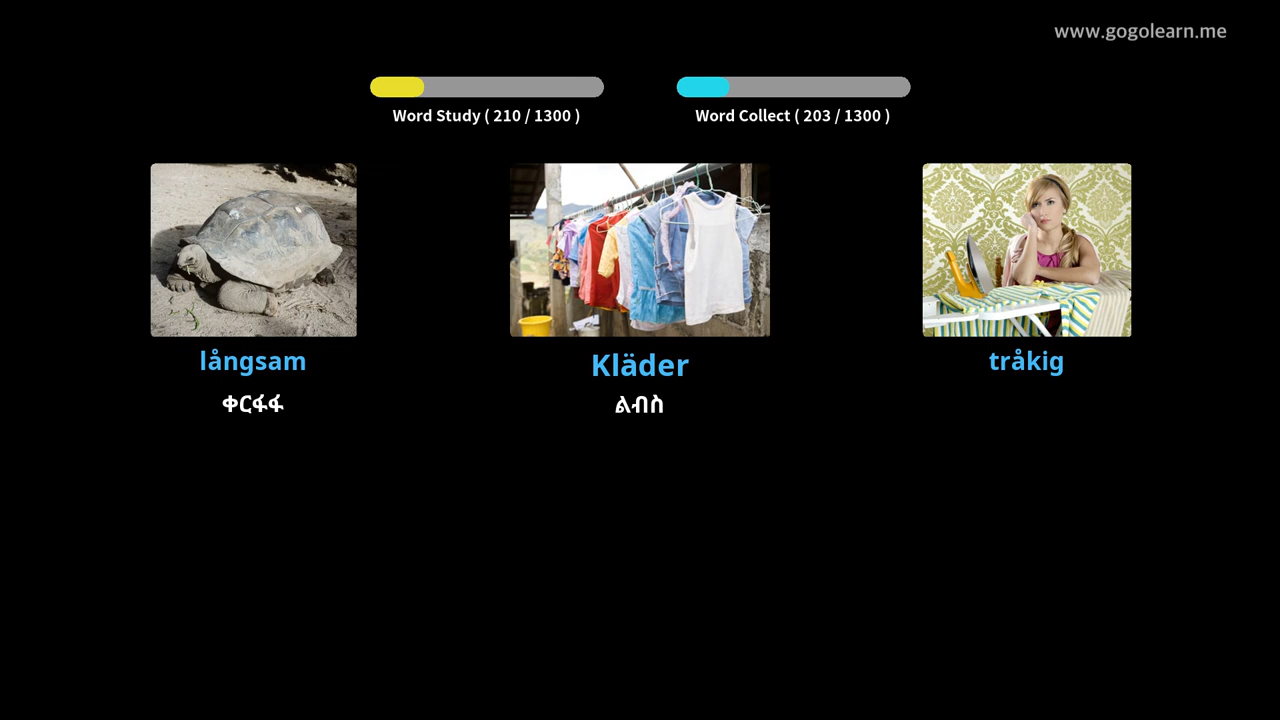 www.gogolearn.me
Word Study ( 210 / 1300 )
Word Collect ( 203 / 1300 )
långsam
Kläder
tråkig
ቀርፋፋ
ልብስ